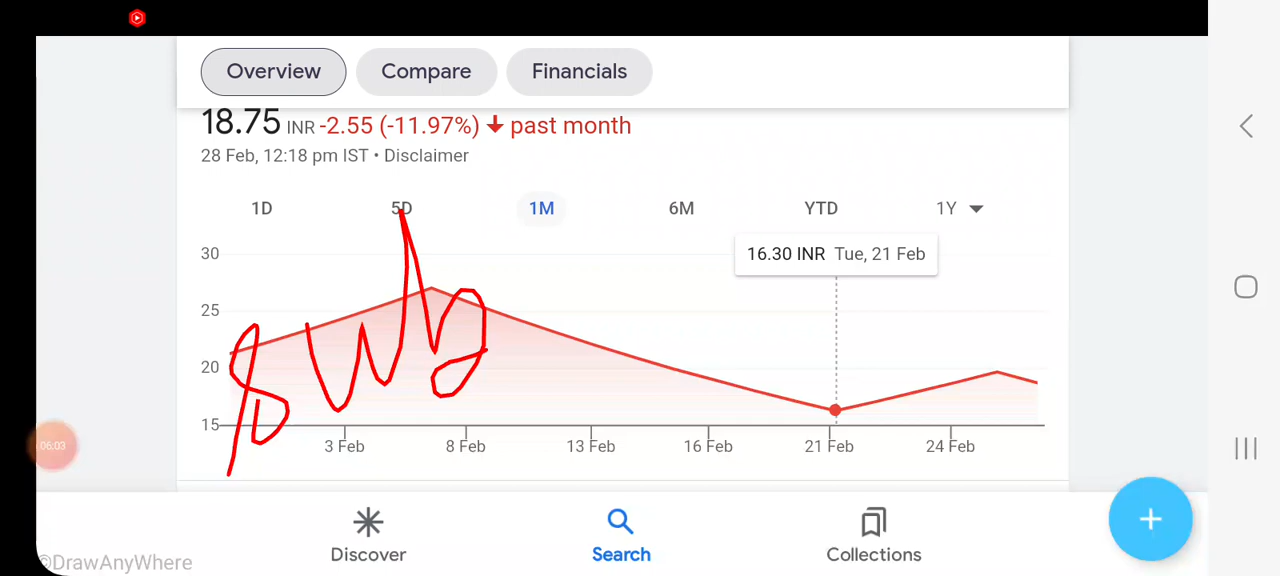 Overview Compare Financials
18.75 INR -2.55 (-11.97%) ↓ past month
28 Feb, 12:18 pm IST • Disclaimer
1D 5D 1M 6M YTD 1Y
16.30 INR Tue, 21 Feb
30
25
20
15
3 Feb 8 Feb 13 Feb 16 Feb 21 Feb 24 Feb
06:03
Discover Search Collections
©DrawAnyWhere